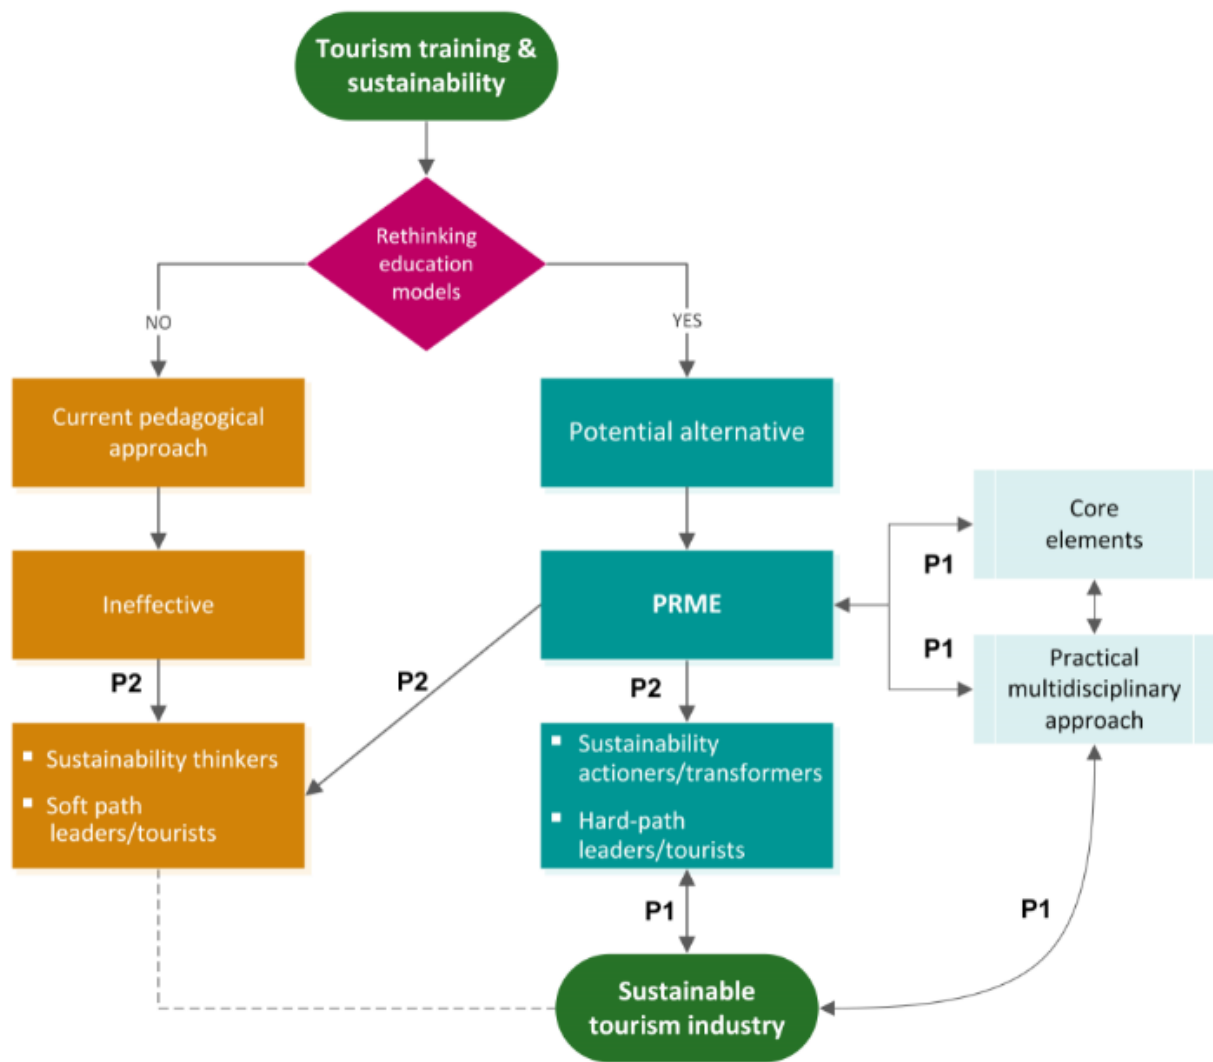 Tourism training &
sustainability
Rethinking
education
models
NO
YES
Current pedagogical
approach
Potential alternative
Core
elements
P1
Ineffective
PRME
P1
Practical
multidisciplinary
approach
P2
P2
P2
▪ Sustainability thinkers
▪ Soft path
leaders/tourists
▪ Sustainability
actioners/transformers
▪ Hard-path
leaders/tourists
P1
P1
Sustainable
tourism industry